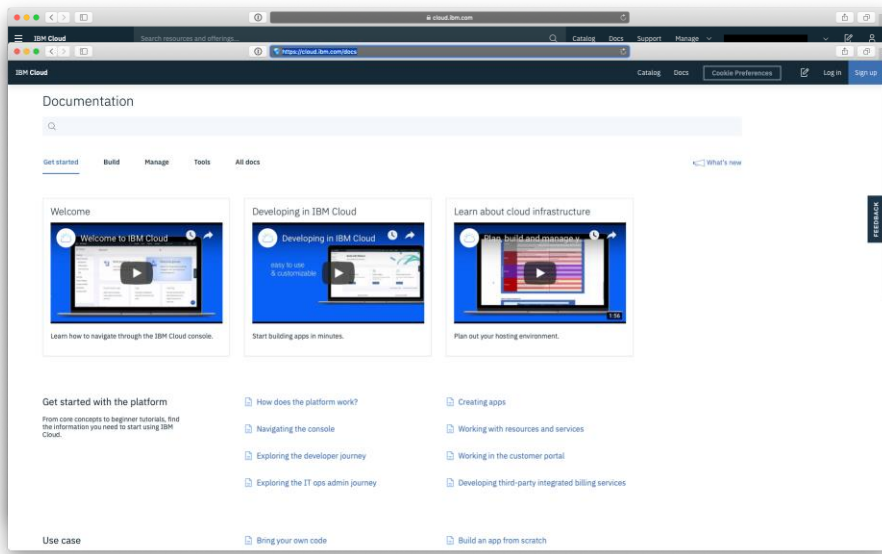 cloud.ibm.com
IBM Cloud
Search resources and offerings...
Catalog Docs Support Manage
https://cloud.ibm.com/docs
IBM Cloud
Catalog Docs Cookie Preferences Log in Sign up
Documentation
Get started Build Manage Tools All docs What's new
FEEDBACK
Welcome Developing in IBM Cloud Learn about cloud infrastructure
Welcome to IBM Cloud
Developing in IBM Cloud
easy to use
& customizable
Plan, build and manage v
1:56
Learn how to navigate through the IBM Cloud console. Start building apps in minutes. Plan out your hosting environment.
Get started with the platform
From core concepts to beginner tutorials, find
the information you need to start using IBM
Cloud.
How does the platform work?
Navigating the console
Exploring the developer journey
Exploring the IT ops admin journey
Creating apps
Working with resources and services
Working in the customer portal
Developing third-party integrated billing services
Use case
Bring your own code
Build an app from scratch